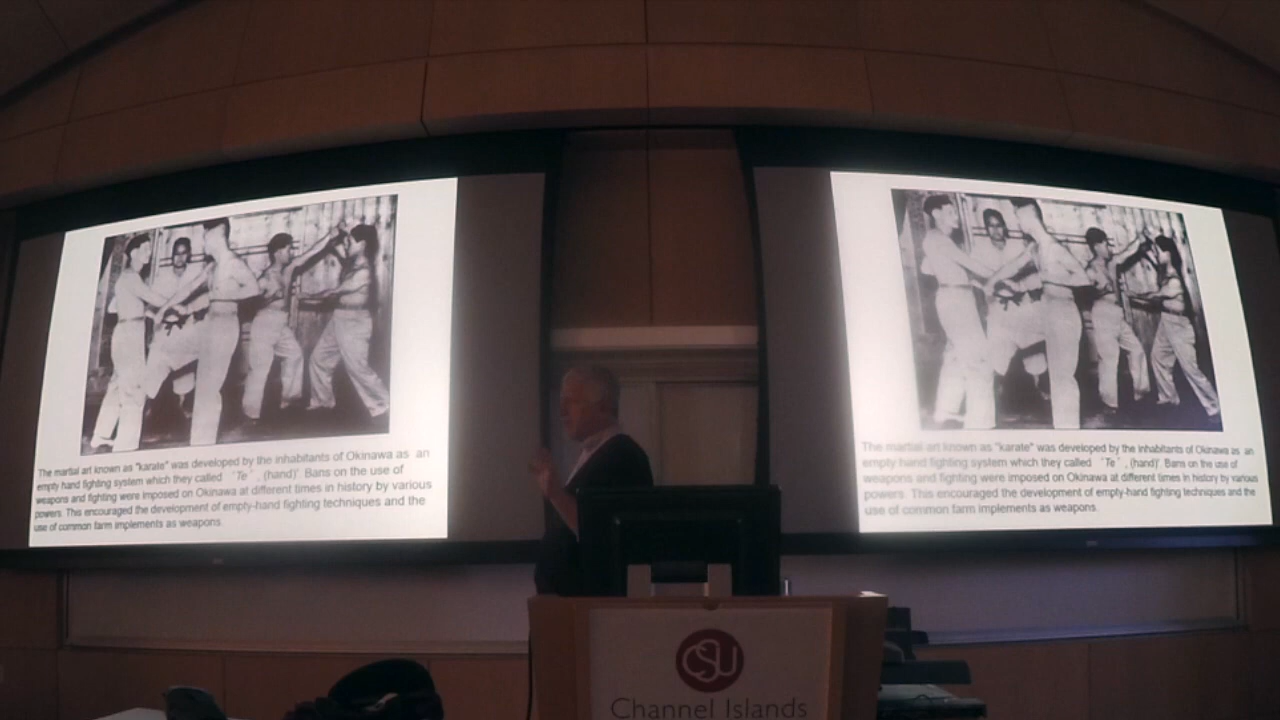 The martial art known as "karate" was developed by the inhabitants of Okinawa as an
empty hand fighting system which they called ¨Te¨, (hand)'. Bans on the use of
weapons and fighting were imposed on Okinawa at different times in history by various
powers. This encouraged the development of empty-hand fighting techniques and the
use of common farm implements as weapons.
The martial art known as "karate" was developed by the inhabitants of Okinawa as an
empty hand fighting system which they called ¨Te¨, (hand)'. Bans on the use of
weapons and fighting were imposed on Okinawa at different times in history by various
powers. This encouraged the development of empty-hand fighting techniques and the
use of common farm implements as weapons.
CSU
Channel Islands